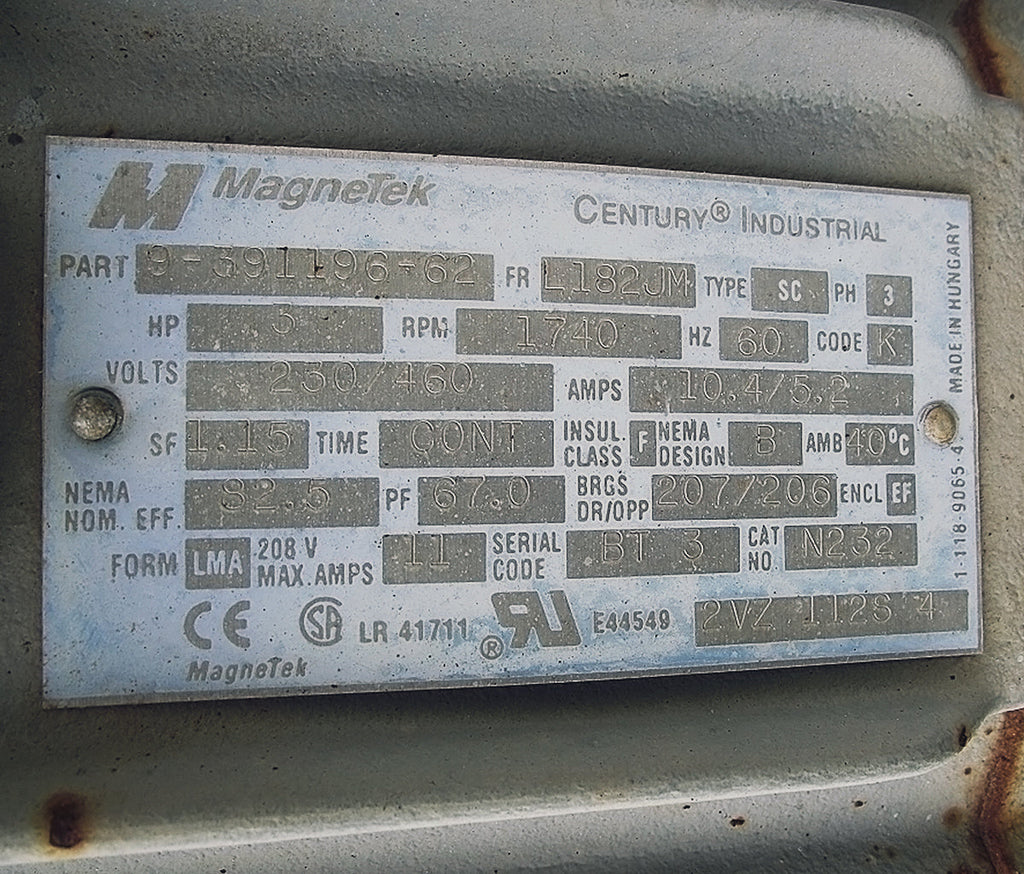 MagneTek CENTURY® INDUSTRIAL
PART 9-391196-62 FR L182JM TYPE SC PH 3
HP 3 RPM 1740 HZ 60 CODE K
VOLTS 230/460 AMPS 10.4/5.2
SF 1.15 TIME CONT INSUL. CLASS F NEMA DESIGN B AMB 40°C
NEMA NOM. EFF. 82.5 PF 67.0 BRGS DR/OPP 207/206 ENCL EF
FORM LMA 208 V MAX. AMPS 11 SERIAL CODE BT 3 CAT NO. N232
CE SA LR 41711 ® RU E44549 2VZ 112S 4
MagneTek
MADE IN HUNGARY
1-118-9065 4